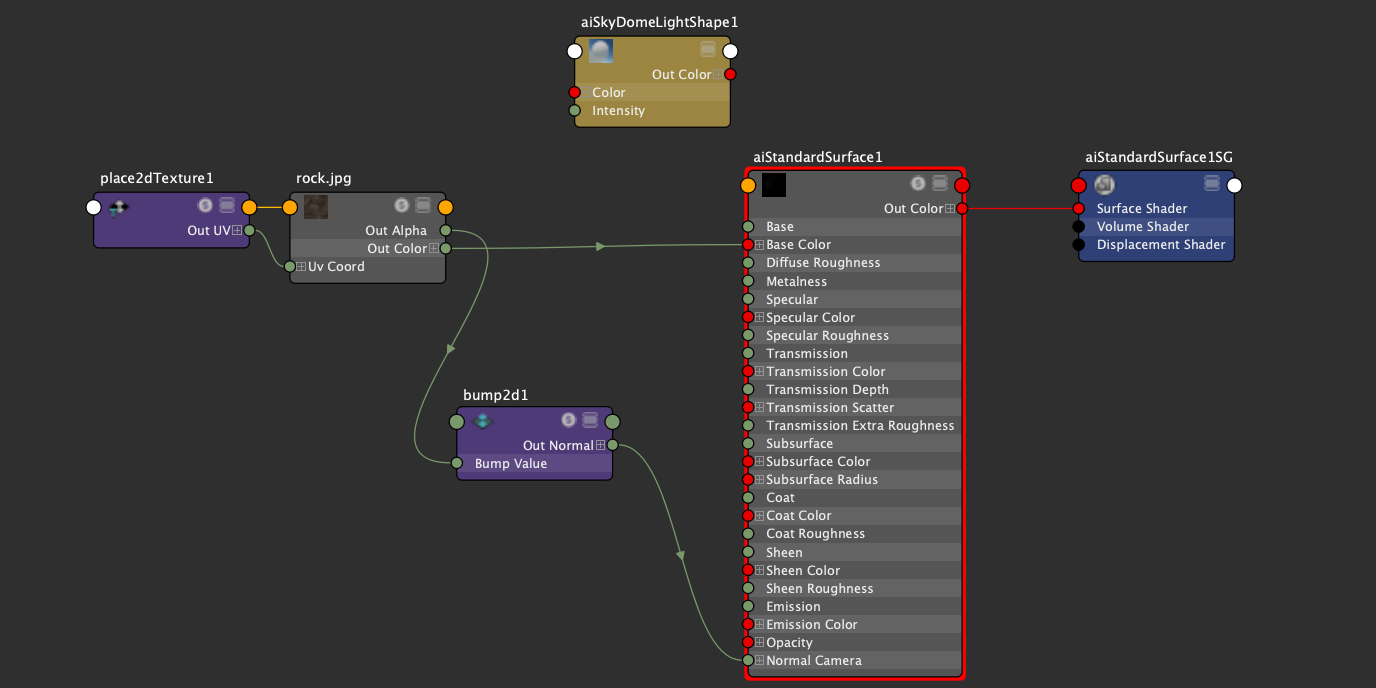 aiSkyDomeLightShape1
Out Color
Color
Intensity
place2dTexture1
Out UV
rock.jpg
Out Alpha
Out Color
Uv Coord
bump2d1
Out Normal
Bump Value
aiStandardSurface1
Out Color
Base
Base Color
Diffuse Roughness
Metalness
Specular
Specular Color
Specular Roughness
Transmission
Transmission Color
Transmission Depth
Transmission Scatter
Transmission Extra Roughness
Subsurface
Subsurface Color
Subsurface Radius
Coat
Coat Color
Coat Roughness
Sheen
Sheen Color
Sheen Roughness
Emission
Emission Color
Opacity
Normal Camera
aiStandardSurface1SG
Surface Shader
Volume Shader
Displacement Shader